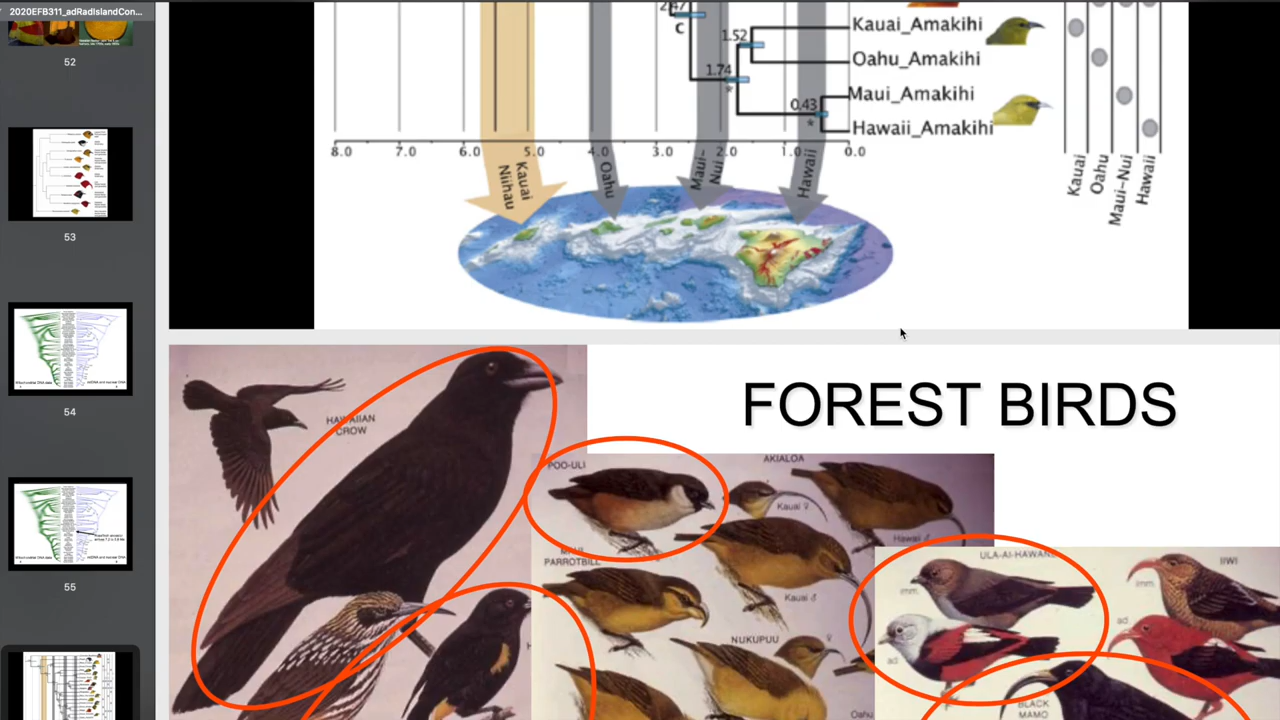 2020EFB311_adRadIslandCon...
52
53
54
55
2.47
C
1.52
1.74
*
0.43
*
Kauai_Amakihi
Oahu_Amakihi
Maui_Amakihi
Hawaii_Amakihi
8.0 7.0 6.0 5.0 4.0 3.0 2.0 1.0 0.0
Kauai
Niihau
Oahu
Maui-
Nui
Hawaii
Kauai
Oahu
Maui-Nui
Hawaii
FOREST BIRDS
HAWAIIAN
CROW
POO-ULI
AKIALOA
Kauai ♀
Hawaii ♂
MAUI
PARROTBILL
Kauai ♂
NUKUPUU
♀
Oahu
ULA-AI-HAWANE
imm.
ad
IIWI
imm.
ad.
BLACK
MAMO